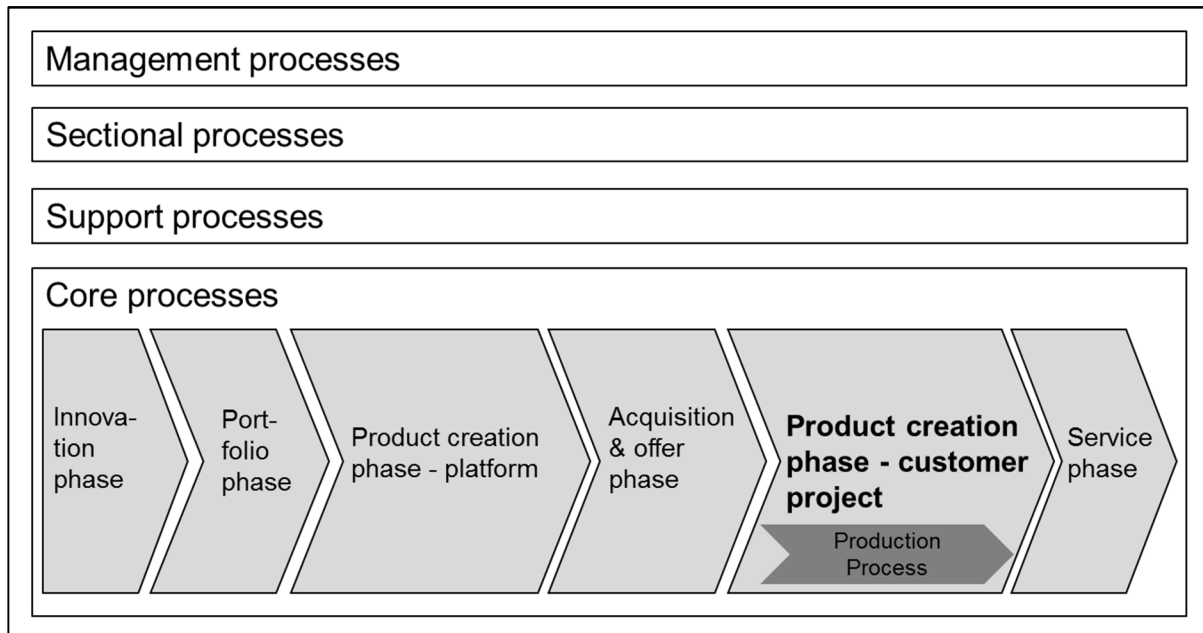 Management processes
Sectional processes
Support processes
Core processes
Innova-
tion
phase
Port-
folio
phase
Product creation
phase - platform
Acquisition
& offer
phase
Product creation
phase - customer
project
Production
Process
Service
phase